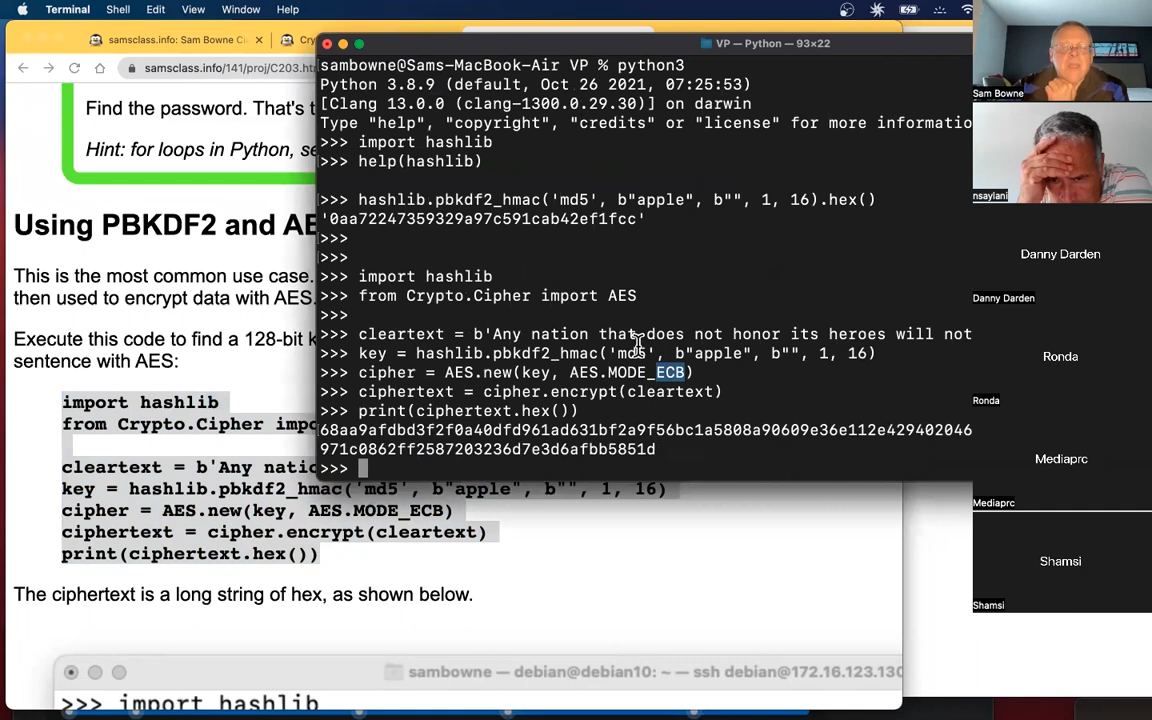 Terminal Shell Edit View Window Help
samsclass.info: Sam Bowne Cl
Cry
samsclass.info/141/proj/C203.h
Find the password. That's t
Hint: for loops in Python, se
Using PBKDF2 and AE
This is the most common use case.
then used to encrypt data with AES.
Execute this code to find a 128-bit k
sentence with AES:
import hashlib
from Crypto.Cipher impo
cleartext = b'Any natio
key = hashlib.pbkdf2_hmac('md5', b"apple", b"", 1, 16)
cipher = AES.new(key, AES.MODE_ECB)
ciphertext = cipher.encrypt(cleartext)
print(ciphertext.hex())
The ciphertext is a long string of hex, as shown below.
sambowne — debian@debian10: ~ — ssh debian@172.16.123.130
>>> import hashlib
VP — Python — 93×22
sambowne@Sams-MacBook-Air VP % python3
Python 3.8.9 (default, Oct 26 2021, 07:25:53)
[Clang 13.0.0 (clang-1300.0.29.30)] on darwin
Type "help", "copyright", "credits" or "license" for more informatio
>>> import hashlib
>>> help(hashlib)
>>> hashlib.pbkdf2_hmac('md5', b"apple", b"", 1, 16).hex()
'0aa72247359329a97c591cab42ef1fcc'
>>>
>>>
>>> import hashlib
>>> from Crypto.Cipher import AES
>>>
>>> cleartext = b'Any nation that does not honor its heroes will not
>>> key = hashlib.pbkdf2_hmac('md5', b"apple", b"", 1, 16)
>>> cipher = AES.new(key, AES.MODE_ECB)
>>> ciphertext = cipher.encrypt(cleartext)
>>> print(ciphertext.hex())
68aa9afdbd3f2f0a40dfd961ad631bf2a9f56bc1a5808a90609e36e112e429402046
971c0862ff2587203236d7e3d6afbb5851d
>>>
Sam Bowne
nsaylani
Danny Darden
Danny Darden
Ronda
Ronda
Mediaprc
Mediaprc
Shamsi
Shamsi